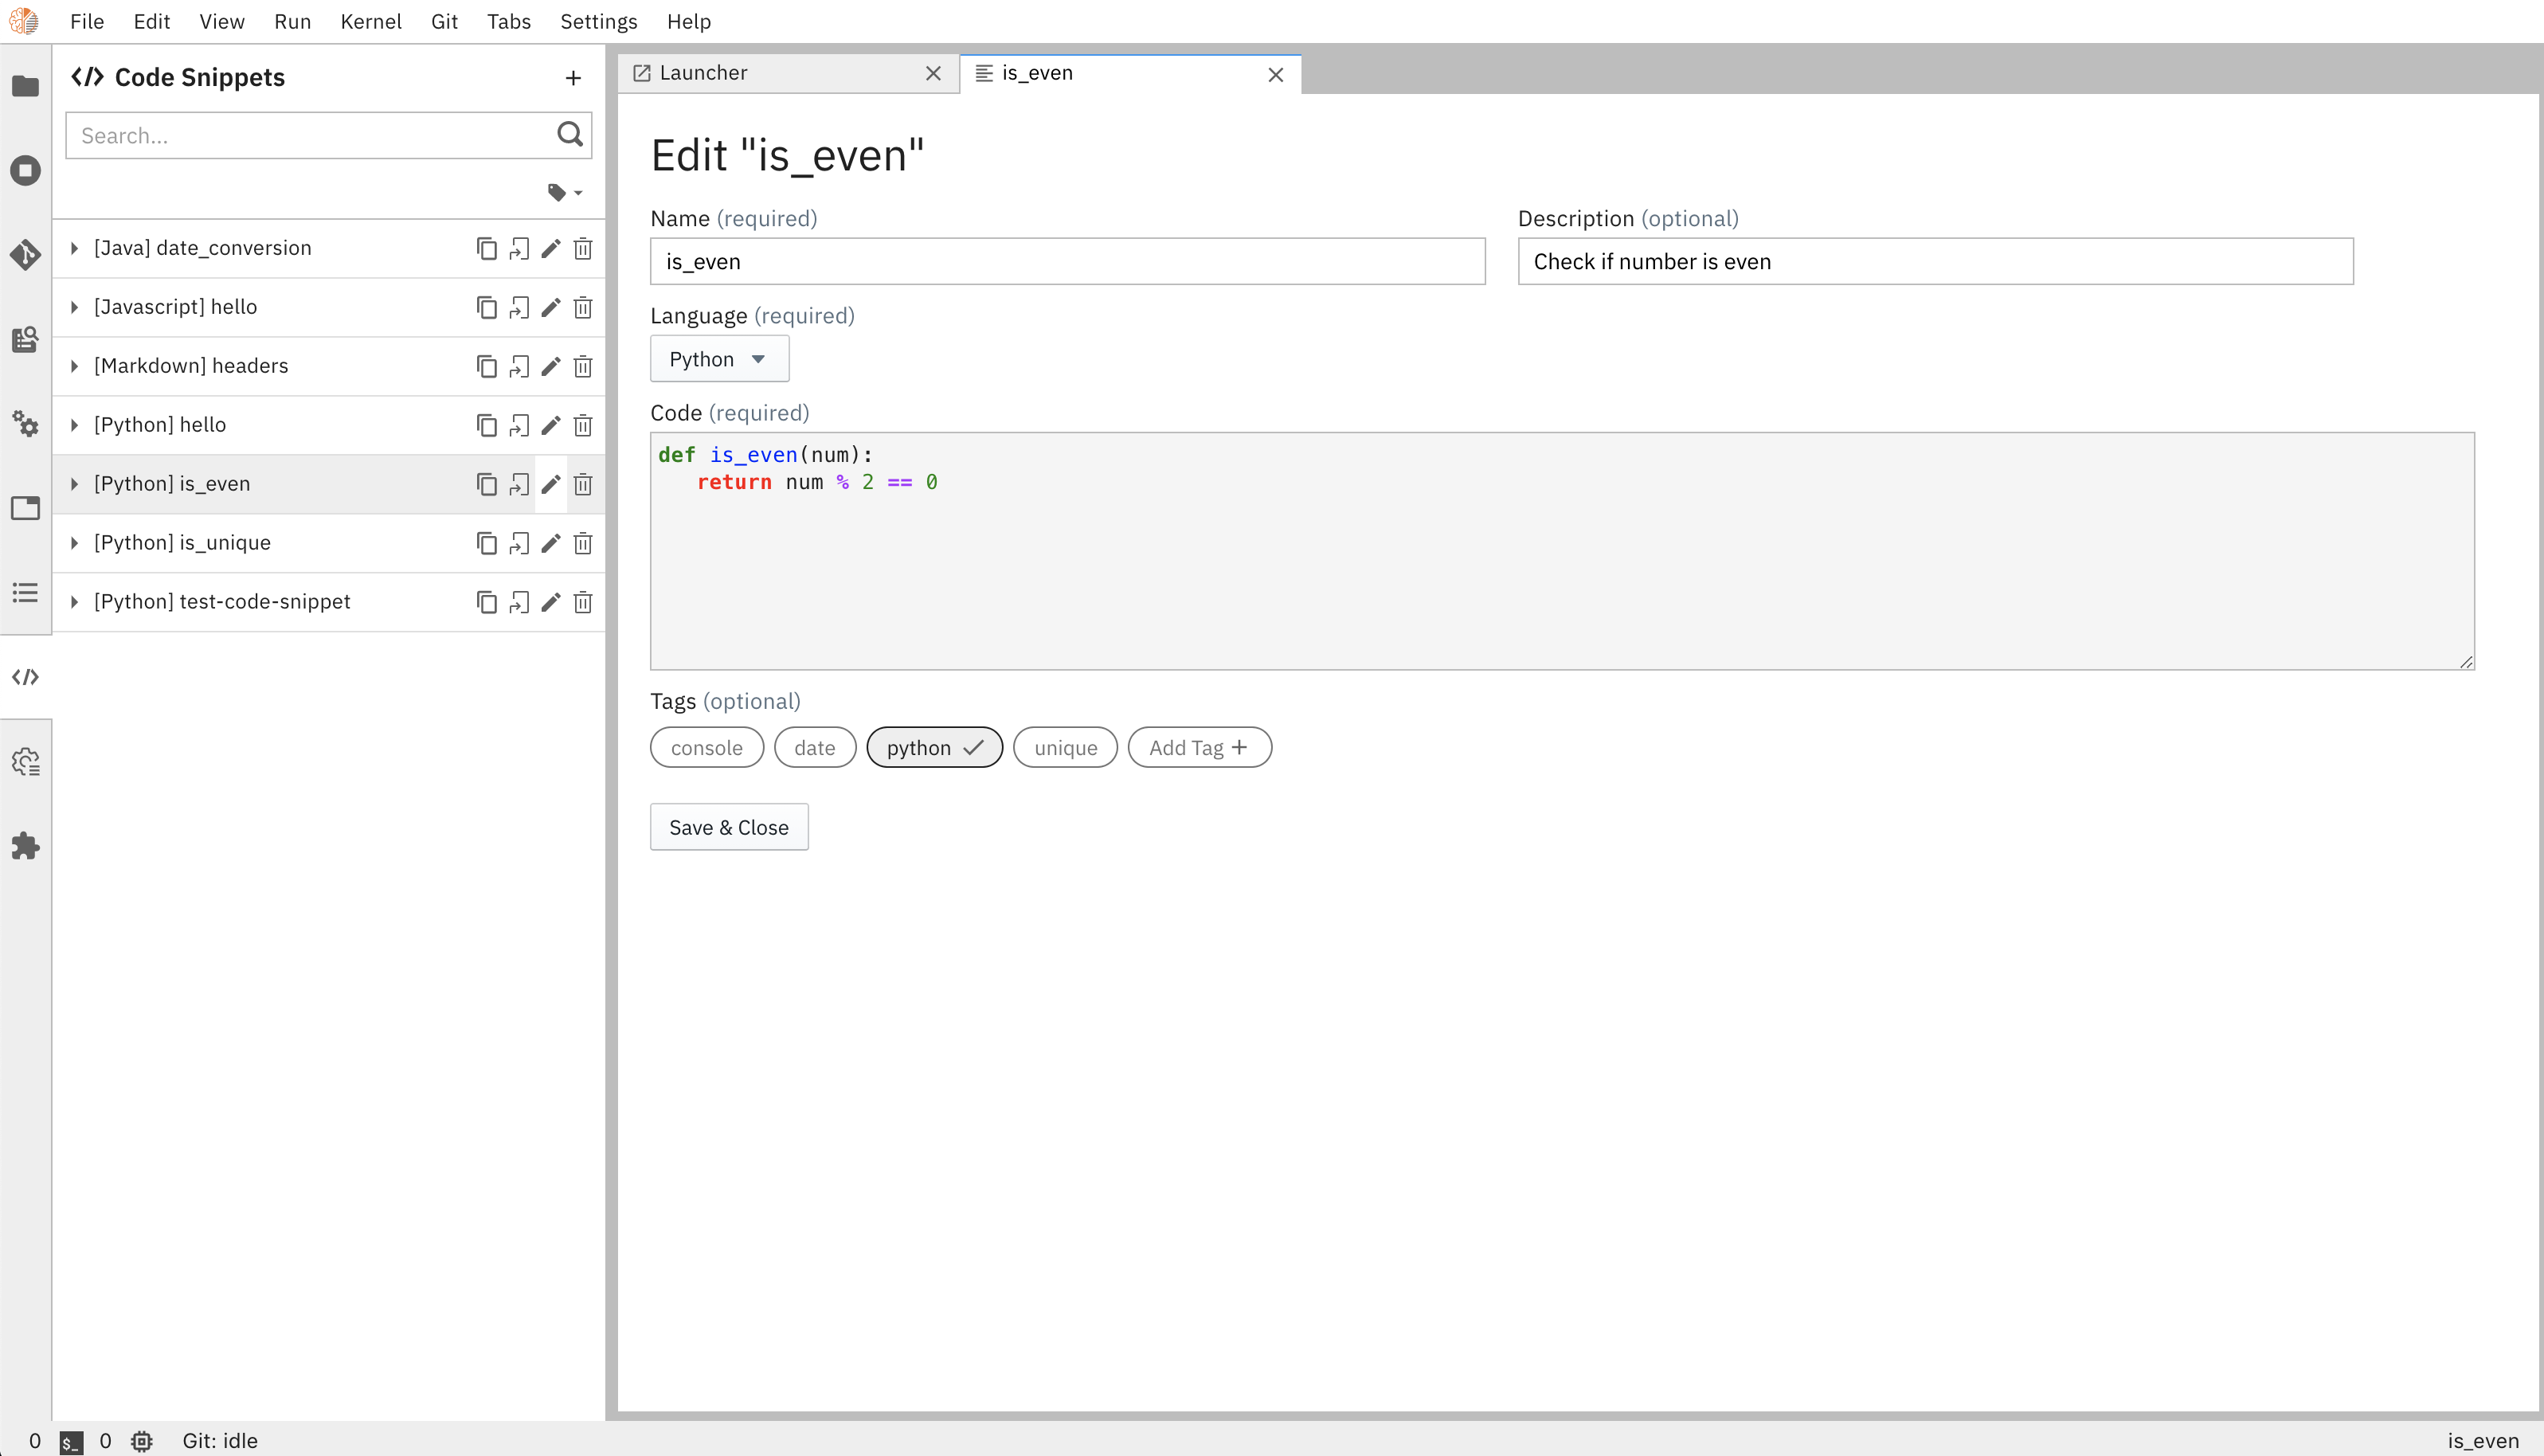 File Edit View Run Kernel Git Tabs Settings Help
</> Code Snippets +
Search...
[Java] date_conversion
[Javascript] hello
[Markdown] headers
[Python] hello
[Python] is_even
[Python] is_unique
[Python] test-code-snippet
Launcher
is_even
Edit "is_even"
Name (required)
is_even
Description (optional)
Check if number is even
Language (required)
Python
Code (required)
def is_even(num):
   return num % 2 == 0
Tags (optional)
console date python unique Add Tag +
Save & Close
0 $_ 0 Git: idle
is_even